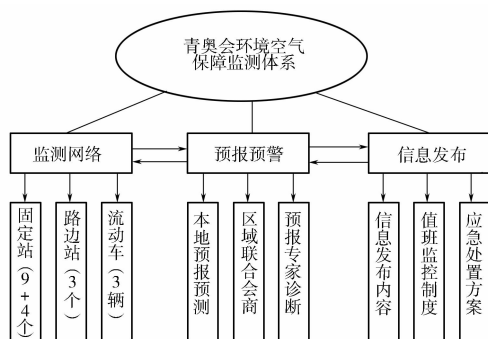 青奥会环境空气
保障监测体系
监测网络
预报预警
信息发布
固定站(9+4个)
路边站(3个)
流动车(3辆)
本地预报预测
区域联合会商
预报专家诊断
信息发布内容
值班监控制度
应急处置方案